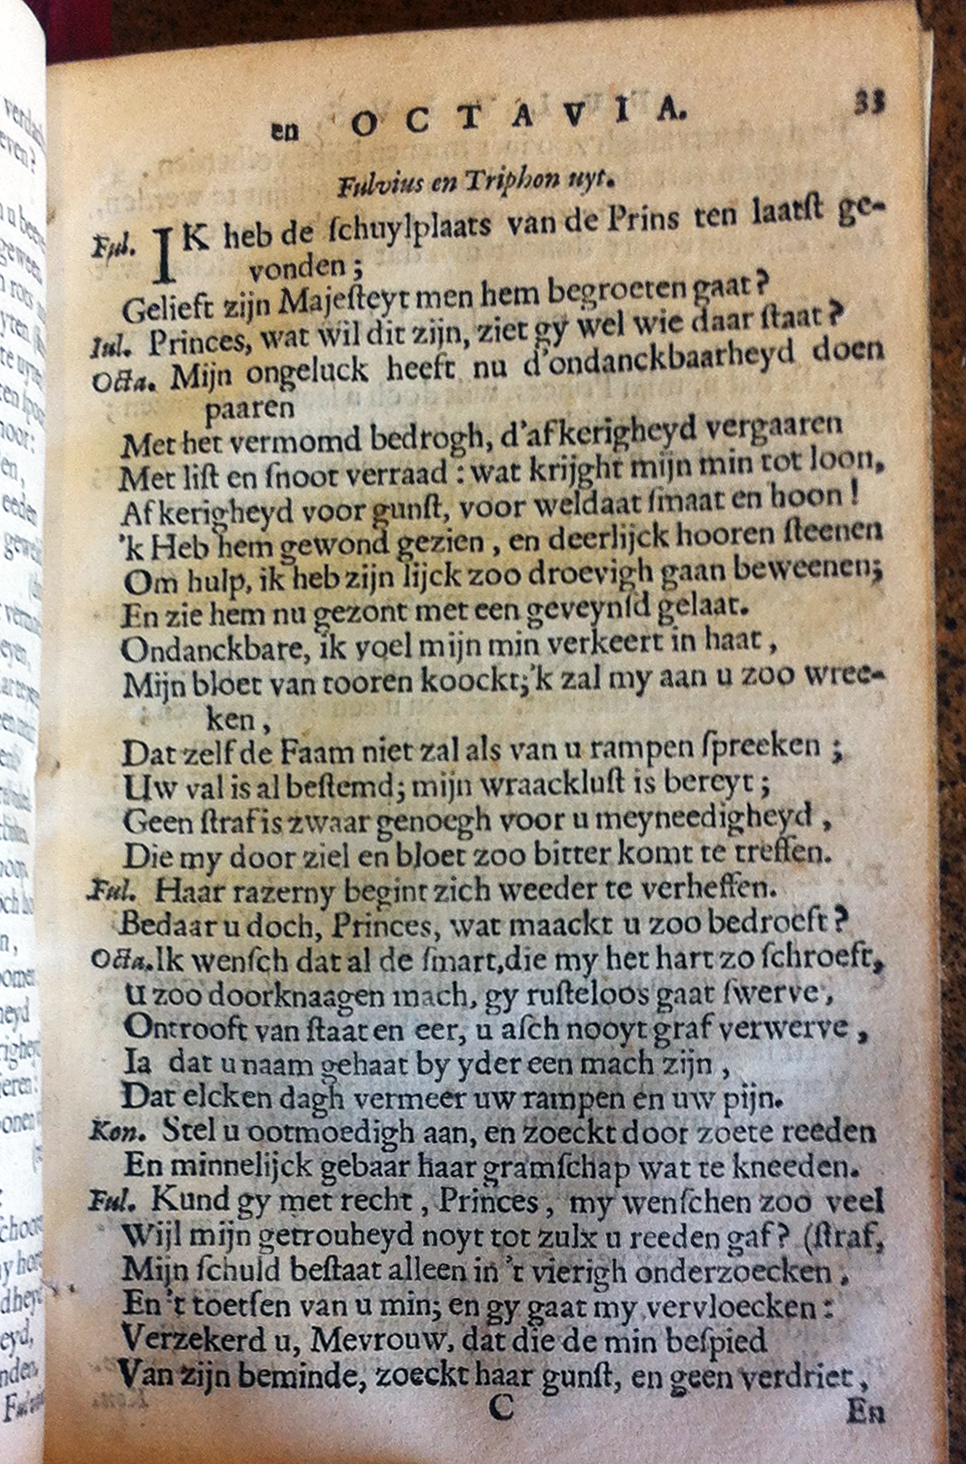 en OCTAVIA. 33
Fulvius en Triphon uyt.
Ful. IK heb de ſchuylplaats van de Prins ten laatſt ge-
vonden;
Gelieft zijn Majeſteyt men hem begroeten gaat?
Iul. Princes, wat wil dit zijn, ziet gy wel wie daar ſtaat?
Octa. Mijn ongeluck heeft nu d'ondanckbaarheyd doen
paaren
Met het vermomd bedrogh, d'afkerigheyd vergaaren
Met liſt en ſnoot verraad: wat krijght mijn min tot loon,
Afkerigheyd voor gunſt, voor weldaat ſmaat en hoon!
'k Heb hem gewond gezien, en deerlijck hooren ſteenen
Om hulp, ik heb zijn lijck zoo droevigh gaan beweenen;
En zie hem nu gezont met een geveynſd gelaat.
Ondanckbare, ik voel mijn min verkeert in haat,
Mijn bloet van tooren koockt; 'k zal my aan u zoo wree-
ken,
Dat zelf de Faam niet zal als van u rampen ſpreeken;
Uw val is al beſtemd; mijn wraackluſt is bereyt;
Geen ſtraf is zwaar genoegh voor u meyneedigheyd,
Die my door ziel en bloet zoo bitter komt te treffen.
Ful. Haar razerny begint zich weeder te verheffen.
Bedaar u doch, Princes, wat maackt u zoo bedroeft?
Octa. Ik wenſch dat al de ſmart, die my het hart zo ſchroeft,
U zoo doorknaagen mach, gy ruſteloos gaat ſwerve,
Ontrooft van ſtaat en eer, u aſch nooyt graf verwerve,
Ia dat u naam gehaat by yder een mach zijn,
Dat elcken dagh vermeer uw rampen en uw pijn.
Kon. Stel u ootmoedigh aan, en zoeckt door zoete reeden
En minnelijck gebaar haar gramſchap wat te kneeden.
Ful. Kund gy met recht, Princes, my wenſchen zoo veel
Wijl mijn getrouheyd noyt tot zulx u reeden gaf? (ſtraf,
Mijn ſchuld beſtaat alleen in 't vierigh onderzoecken,
En 't toetſen van u min; en gy gaat my vervloecken:
Verzekerd u, Mevrouw, dat die de min beſpied
Van zijn beminde, zoeckt haar gunſt, en geen verdriet,
C En